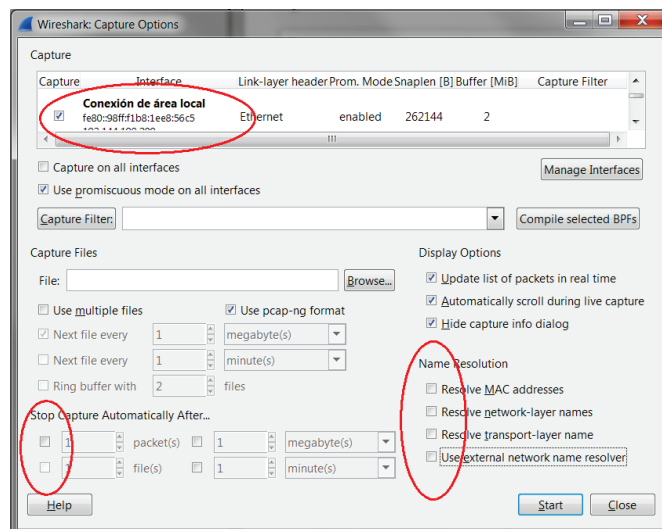 Wireshark: Capture Options
Capture
Capture Interface Link-layer header Prom. Mode Snaplen [B] Buffer [MiB] Capture Filter
Conexión de área local
fe80::98ff:f1b8:1ee8:56c5 Ethernet enabled 262144 2
Capture on all interfaces Manage Interfaces
Use promiscuous mode on all interfaces
Capture Filter: Compile selected BPFs
Capture Files Display Options
File: Browse... Update list of packets in real time
Automatically scroll during live capture
Use multiple files Use pcap-ng format
Hide capture info dialog
Next file every 1 megabyte(s)
Next file every 1 minute(s) Name Resolution
Ring buffer with 2 files Resolve MAC addresses
Stop Capture Automatically After... Resolve network-layer names
1 packet(s) 1 megabyte(s) Resolve transport-layer name
1 file(s) 1 minute(s) Use external network name resolver
Help Start Close